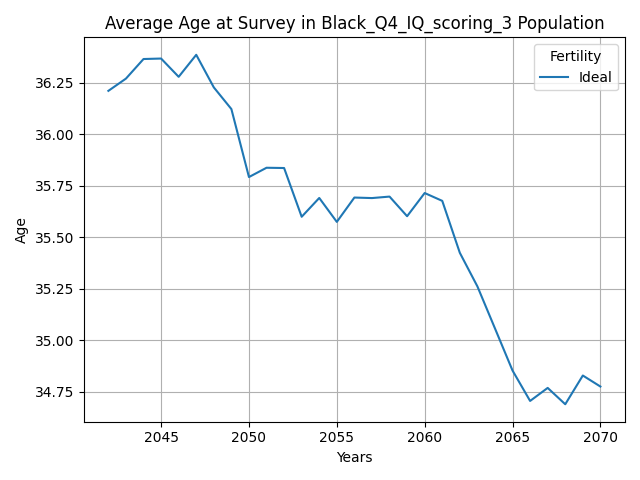 Average Age at Survey in Black_Q4_IQ_scoring_3 Population
Fertility
Ideal
36.25
36.00
35.75
35.50
35.25
35.00
34.75
Age
2045 2050 2055 2060 2065 2070
Years